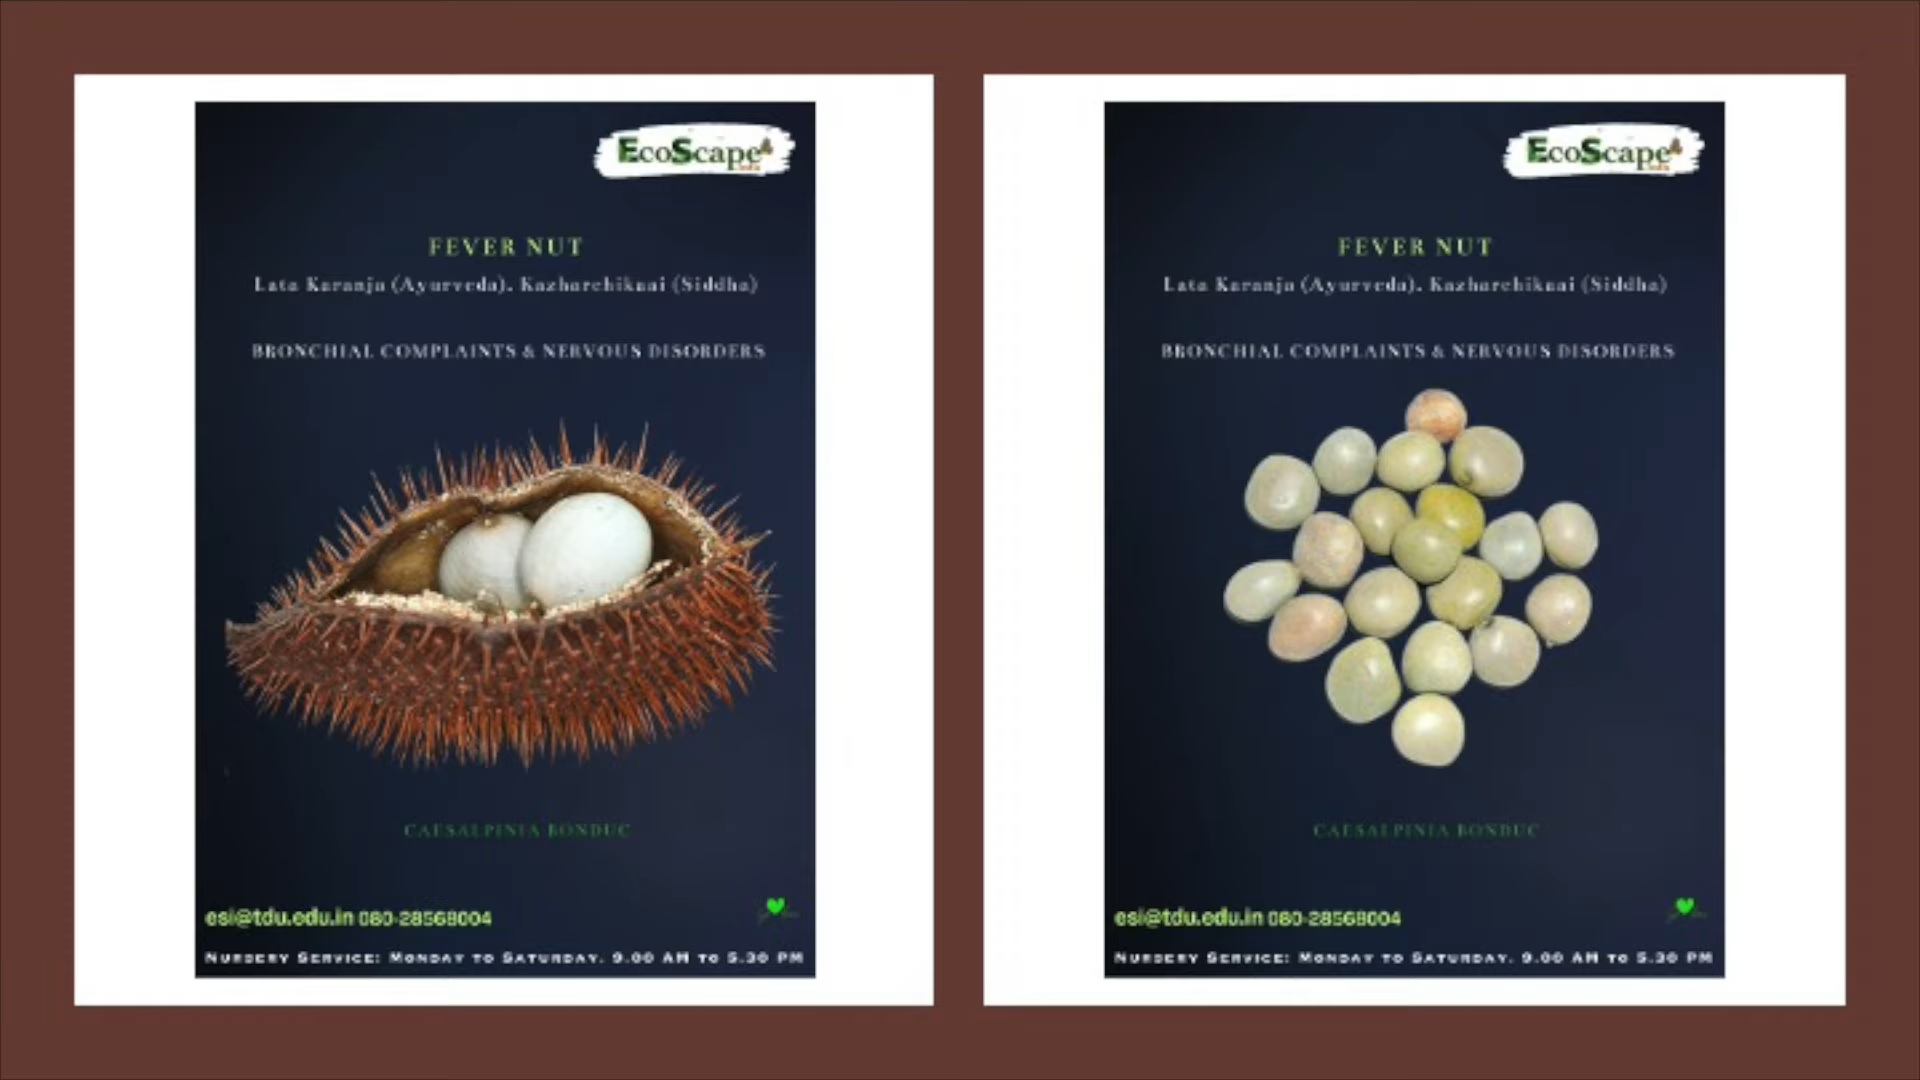 EcoScape
FEVER NUT
Lata Karanja (Ayurveda), Kazharchikaai (Siddha)
BRONCHIAL COMPLAINTS & NERVOUS DISORDERS
CAESALPINIA BONDUC
esi@tdu.edu.in 080-28568004
NURSERY SERVICE: MONDAY TO SATURDAY, 9.00 AM TO 5.30 PM
EcoScape
FEVER NUT
Lata Karanja (Ayurveda), Kazharchikaai (Siddha)
BRONCHIAL COMPLAINTS & NERVOUS DISORDERS
CAESALPINIA BONDUC
esi@tdu.edu.in 080-28568004
NURSERY SERVICE: MONDAY TO SATURDAY, 9.00 AM TO 5.30 PM